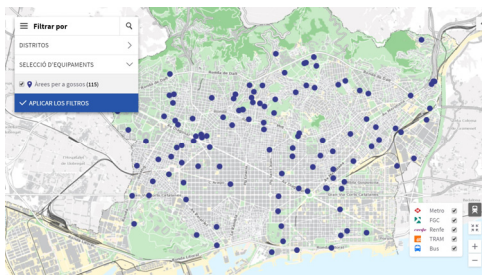 Filtrar por
DISTRITOS
SELECCIÓ D'EQUIPAMENTS
Àrees per a gossos (115)
APLICAR LOS FILTROS
Metro
FGC
Renfe
TRAM
Bus
+
−